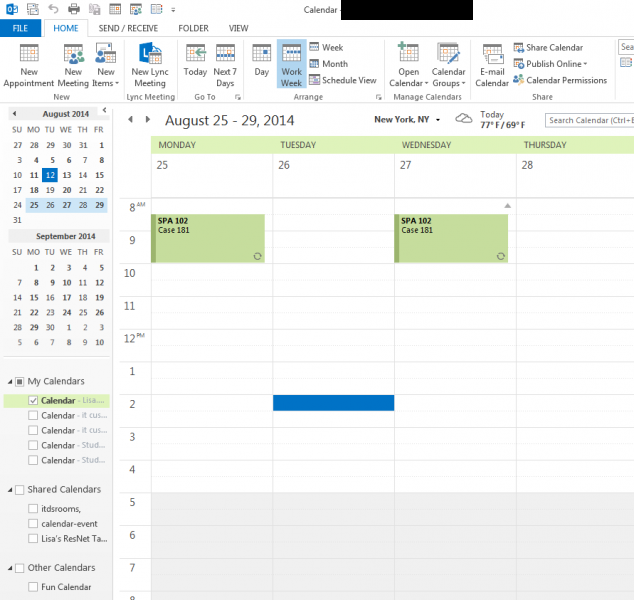 Calendar -
FILE HOME SEND / RECEIVE FOLDER VIEW
New Appointment
New Meeting
New Items
New Lync Meeting
Today
Next 7 Days
Day
Work Week
Week
Month
Schedule View
Open Calendar
Calendar Groups
E-mail Calendar
Share Calendar
Publish Online
Calendar Permissions
Sea
New
Lync Meeting
Go To
Arrange
Manage Calendars
Share
August 2014
SU MO TU WE TH FR
27 28 29 30 31 1
3 4 5 6 7 8
10 11 12 13 14 15
17 18 19 20 21 22
24 25 26 27 28 29
31
September 2014
SU MO TU WE TH FR
1 2 3 4 5
7 8 9 10 11 12
14 15 16 17 18 19
21 22 23 24 25 26
28 29 30 1 2 3
5 6 7 8 9 10
My Calendars
Calendar - Lisa....
Calendar - it cus...
Calendar - it cus...
Calendar - Stud...
Calendar - Stud...
Shared Calendars
itdsrooms,
calendar-event
Lisa's ResNet Ta...
Other Calendars
Fun Calendar
August 25 - 29, 2014
New York, NY
Today
77° F / 69° F
Search Calendar (Ctrl+E
MONDAY TUESDAY WEDNESDAY THURSDAY
25 26 27 28
8 AM
SPA 102
Case 181
SPA 102
Case 181
9
10
11
12 PM
1
2
3
4
5
6
7
8